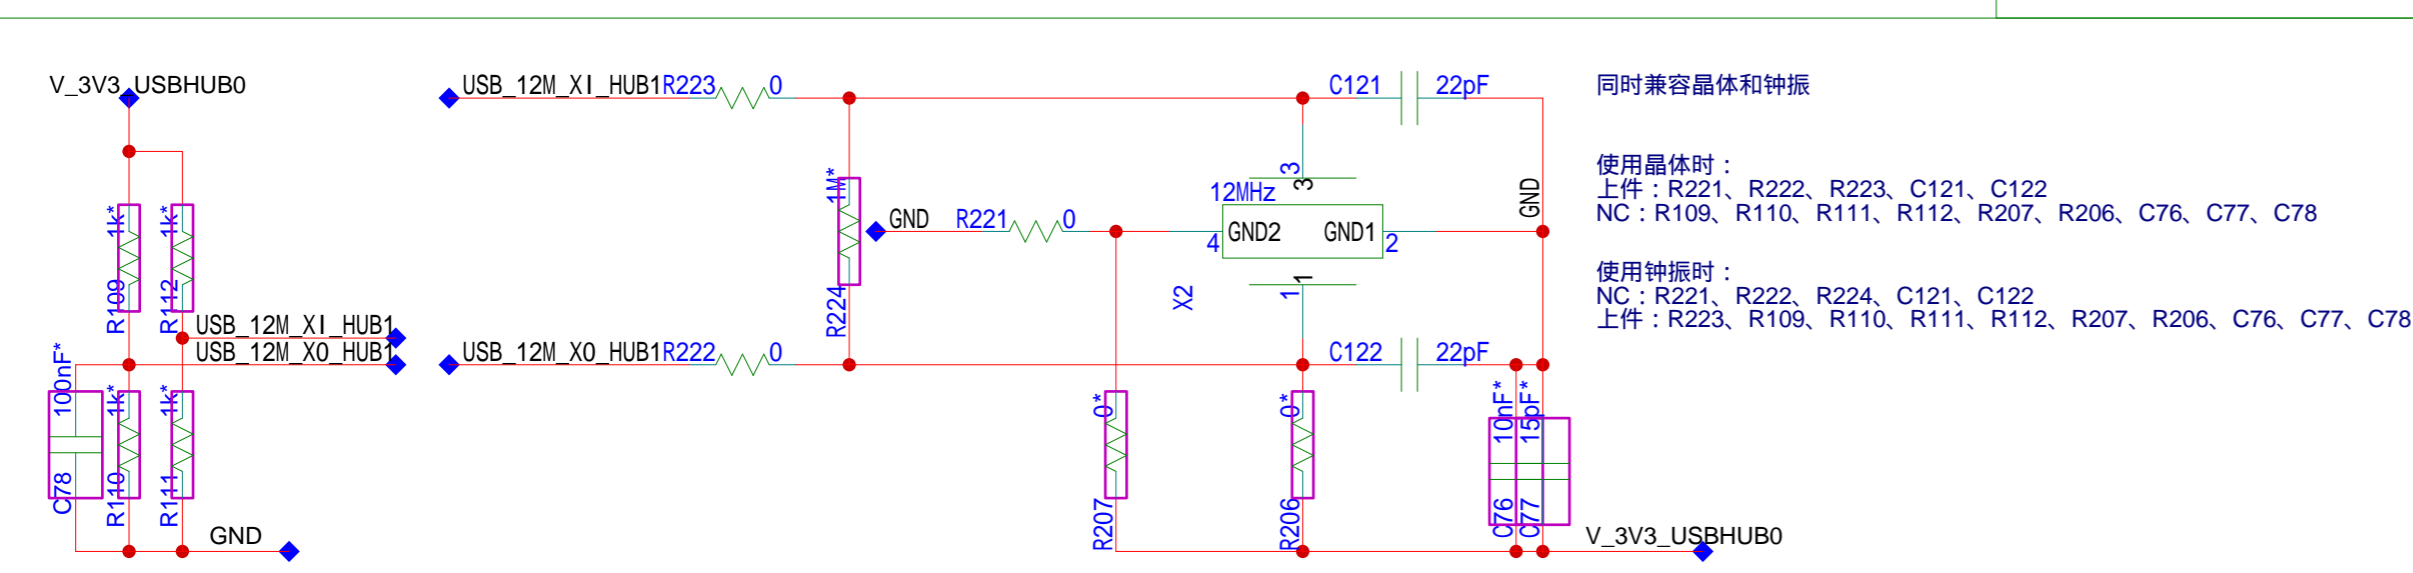 V_3V3_USBHUB0
USB_12M_XI_HUB1
R223
0
C121
22pF
同时兼容晶体和钟振
使用晶体时：
上件：R221、R222、R223、C121、C122
NC：R109、R110、R111、R112、R207、R206、C76、C77、C78
使用钟振时：
NC：R221、R222、R224、C121、C122
上件：R223、R109、R110、R111、R112、R207、R206、C76、C77、C78
1k*
R109
1k*
R112
1M*
R224
GND
R221
0
12MHz
3
3
4
GND2
GND1
2
1
1
X2
GND
USB_12M_XI_HUB1
USB_12M_XO_HUB1
USB_12M_XO_HUB1
R222
0
C122
22pF
100nF*
C78
1k*
R110
1k*
R111
GND
0*
R207
0*
R206
10nF*
C76
15pF*
C77
V_3V3_USBHUB0